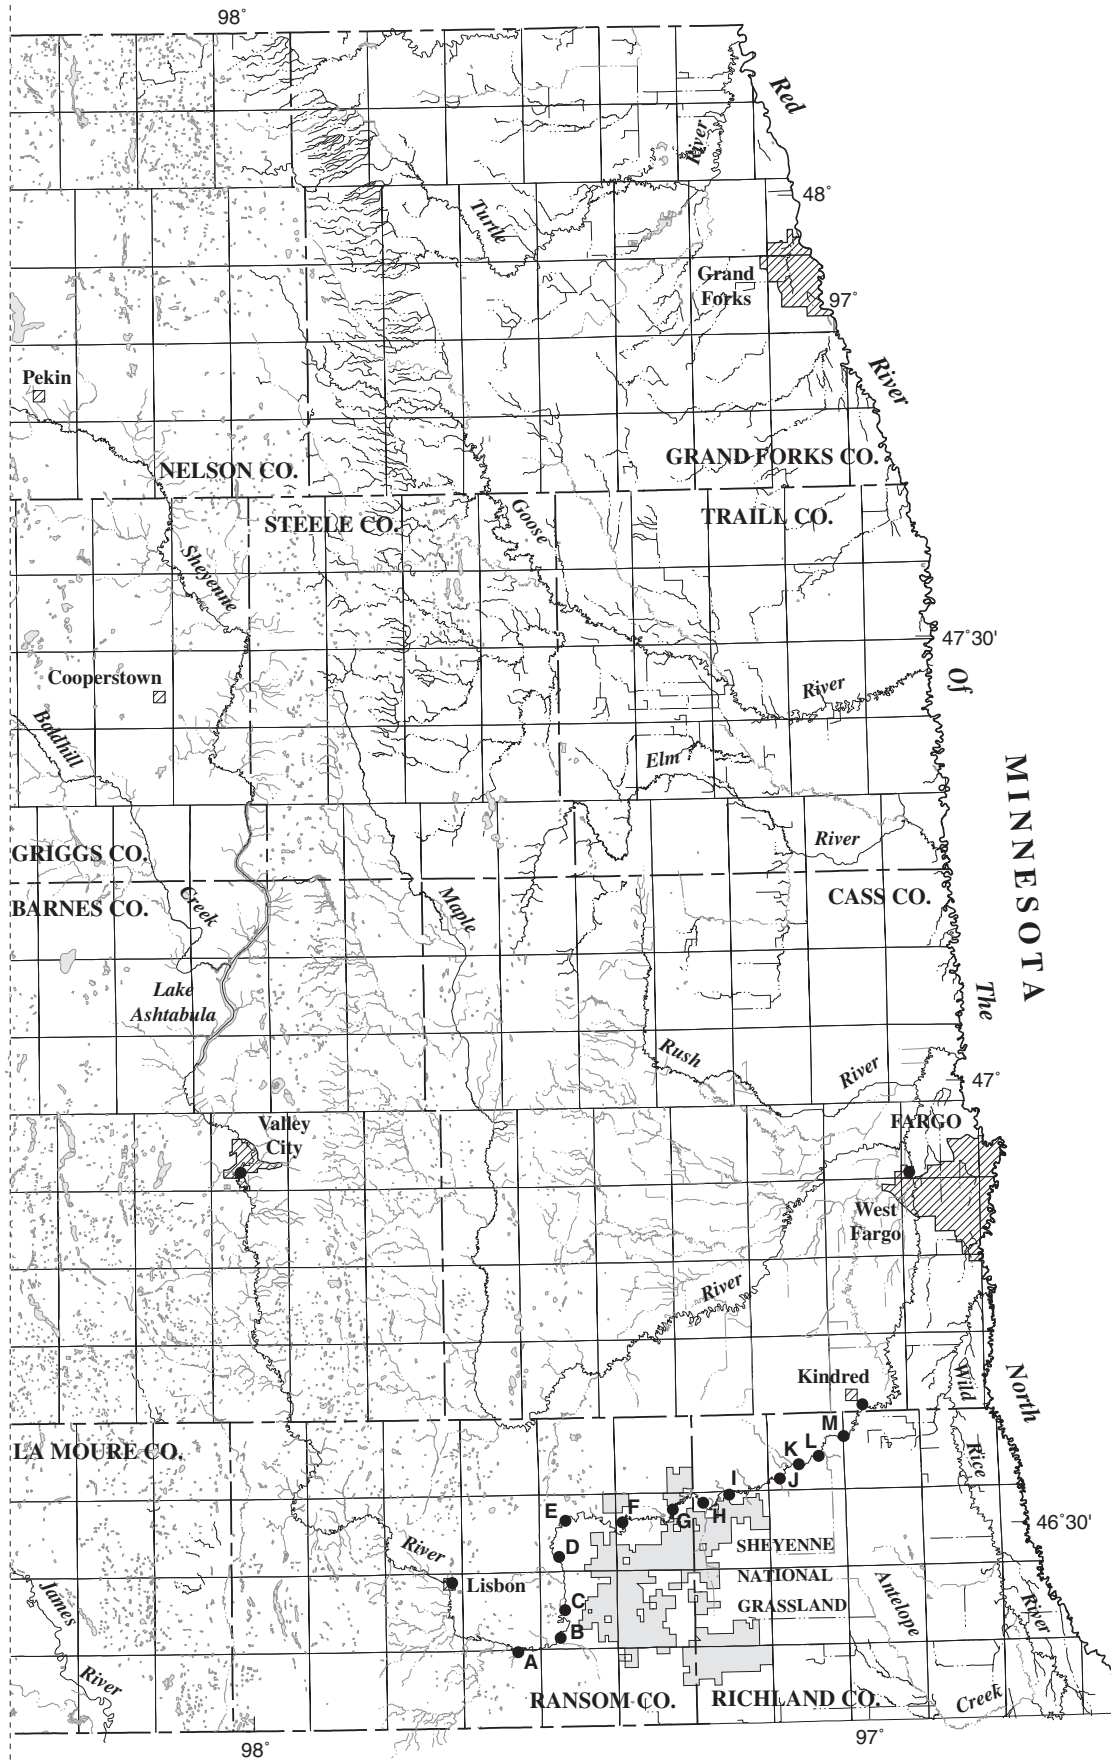 98°
Red
River
48°
Turtle
Grand
Forks
97°
River
Pekin
NELSON CO.
GRAND FORKS CO.
STEELE CO.
Goose
TRAILL CO.
Sheyenne
47°30'
Of
Cooperstown
River
Baldhill
Elm
MINNESOTA
River
GRIGGS CO.
BARNES CO.
Creek
Maple
CASS CO.
Lake
Ashtabula
The
Rush
River
47°
Valley
City
FARGO
West
Fargo
River
Kindred
Wild
North
M
LA MOURE CO.
L
K
Rice
J
I
H
G
F
E
46°30'
River
D
SHEYENNE
NATIONAL
GRASSLAND
Lisbon
Antelope
James
C
River
B
A
River
RANSOM CO.
RICHLAND CO.
Creek
98°
97°